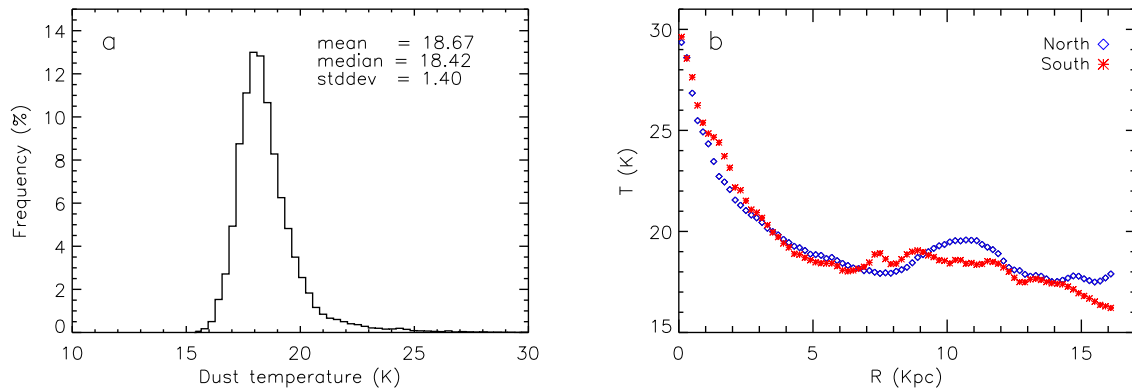 a
mean = 18.67
median = 18.42
stddev = 1.40
14
12
10
8
6
4
2
0
Frequency (%)
10 15 20 25 30
Dust temperature (K)
b
North
South
30
25
20
15
T (K)
0 5 10 15
R (Kpc)